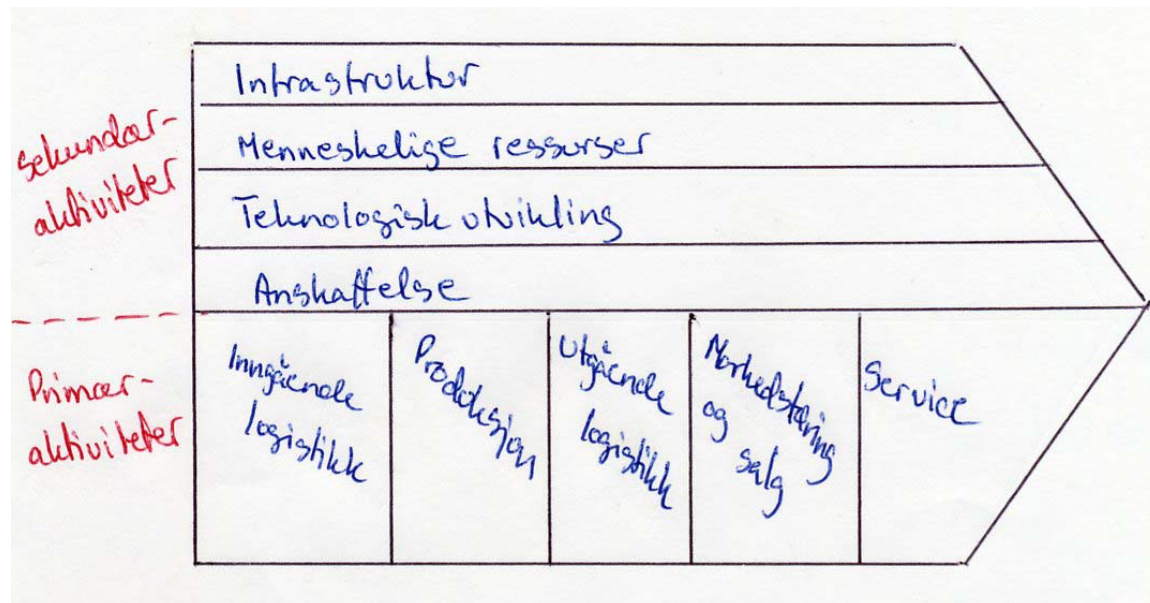 Sekundær-
aktiviteter
Infrastruktur
Menneskelige ressurser
Teknologisk utvikling
Anskaffelse
Primær-
aktiviteter
Inngående
logistikk
Produksjon
Utgående
logistikk
Markedsføring
og
salg
Service